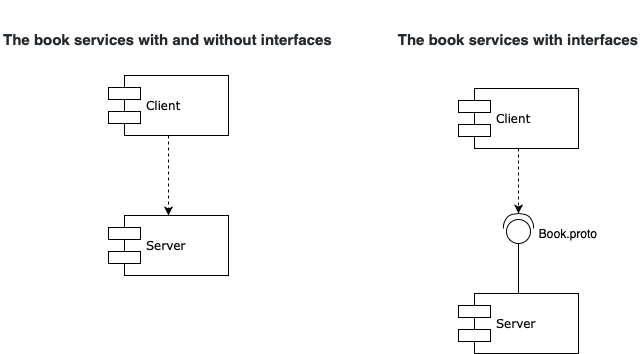 The book services with and without interfaces
Client
Server
The book services with interfaces
Client
Book.proto
Server